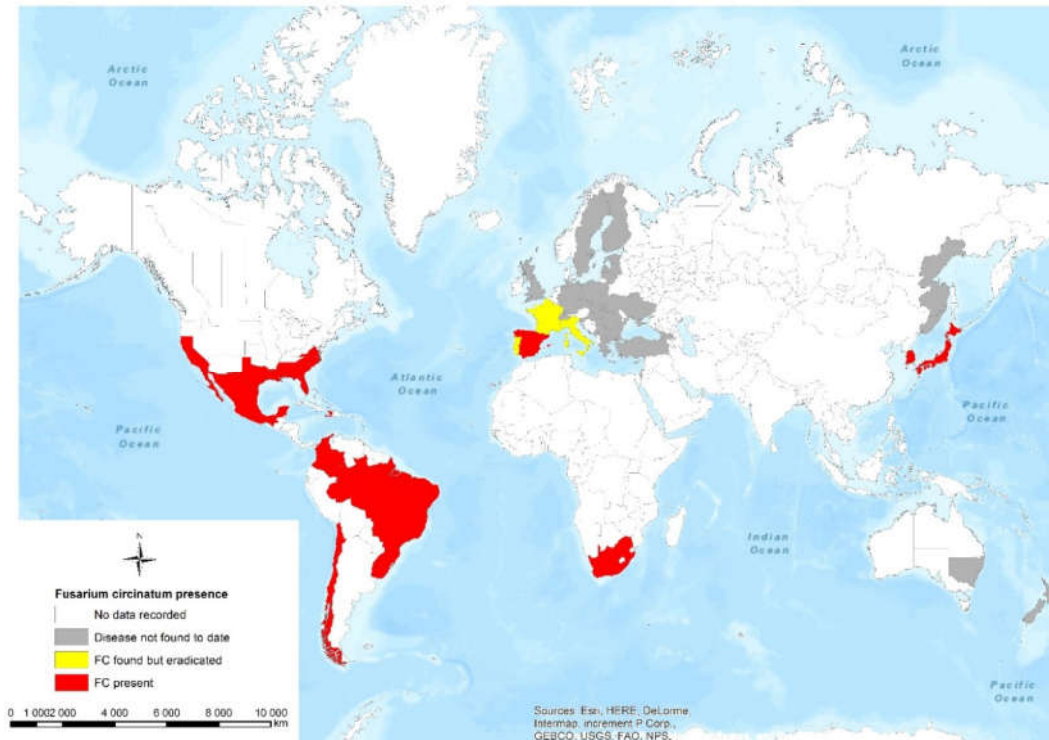 Arctic
Ocean
Arctic
Ocean
Atlantic
Ocean
Pacific
Ocean
Pacific
Ocean
Indian
Ocean
Pacific
Ocean
N
Fusarium circinatum presence
No data recorded
Disease not found to date
FC found but eradicated
FC present
0 1 0002 000 4 000 6 000 8 000 10 000
km
Sources: Esri, HERE, DeLorme,
Intermap, increment P Corp.,
GEBCO, USGS, FAO, NPS,